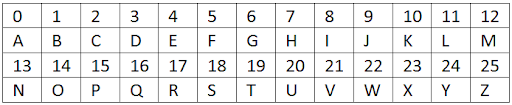 0 1 2 3 4 5 6 7 8 9 10 11 12
A B C D E F G H I J K L M
13 14 15 16 17 18 19 20 21 22 23 24 25
N O P Q R S T U V W X Y Z